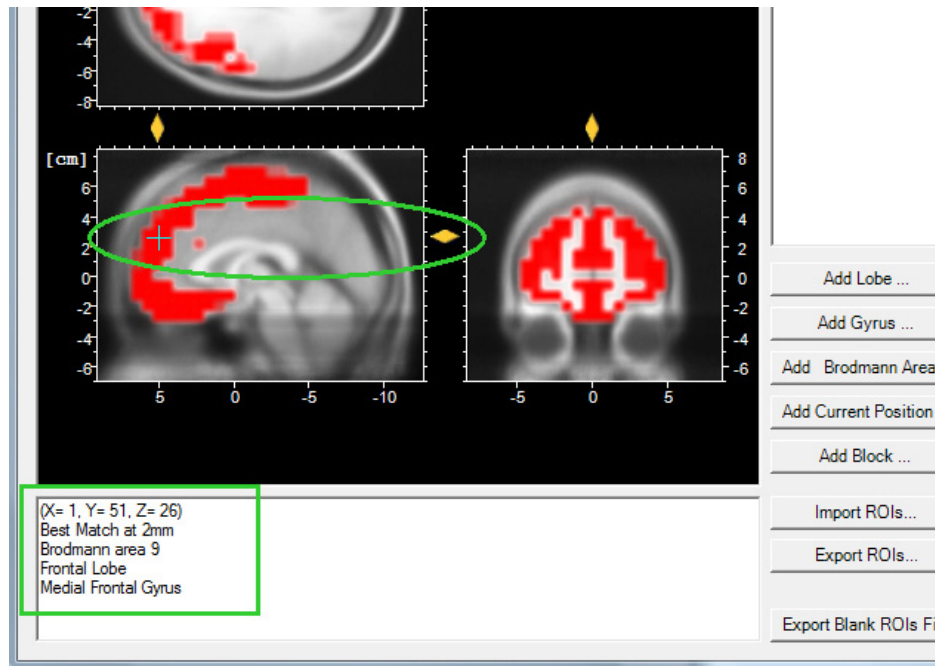 -2
-4
-6
-8
[cm]
6
4
2
0
-2
-4
-6
5 0 -5 -10
8
6
4
2
0
-2
-4
-6
-5 0 5
Add Lobe ...
Add Gyrus ...
Add Brodmann Area
Add Current Position
Add Block ...
Import ROIs...
Export ROIs...
Export Blank ROIs Fi
(X= 1, Y= 51, Z= 26)
Best Match at 2mm
Brodmann area 9
Frontal Lobe
Medial Frontal Gyrus